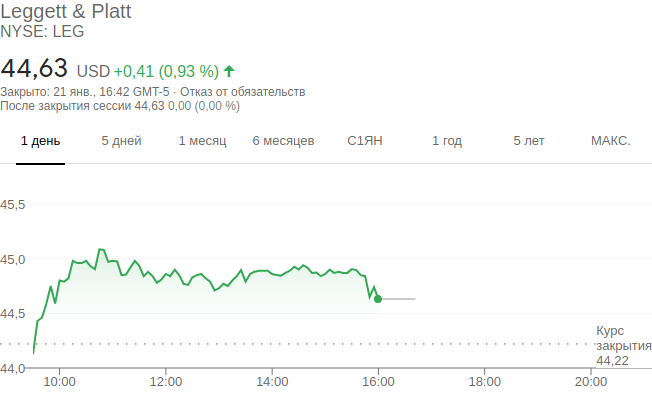 Leggett & Platt
NYSE: LEG
44,63 USD +0,41 (0,93 %)
Закрыто: 21 янв., 16:42 GMT-5 · Отказ от обязательств
После закрытия сессии 44,63 0,00 (0,00 %)
1 день 5 дней 1 месяц 6 месяцев С1ЯН 1 год 5 лет МАКС.
45,5
45,0
44,5
Курс
закрытия
44,22
44,0
10:00 12:00 14:00 16:00 18:00 20:00